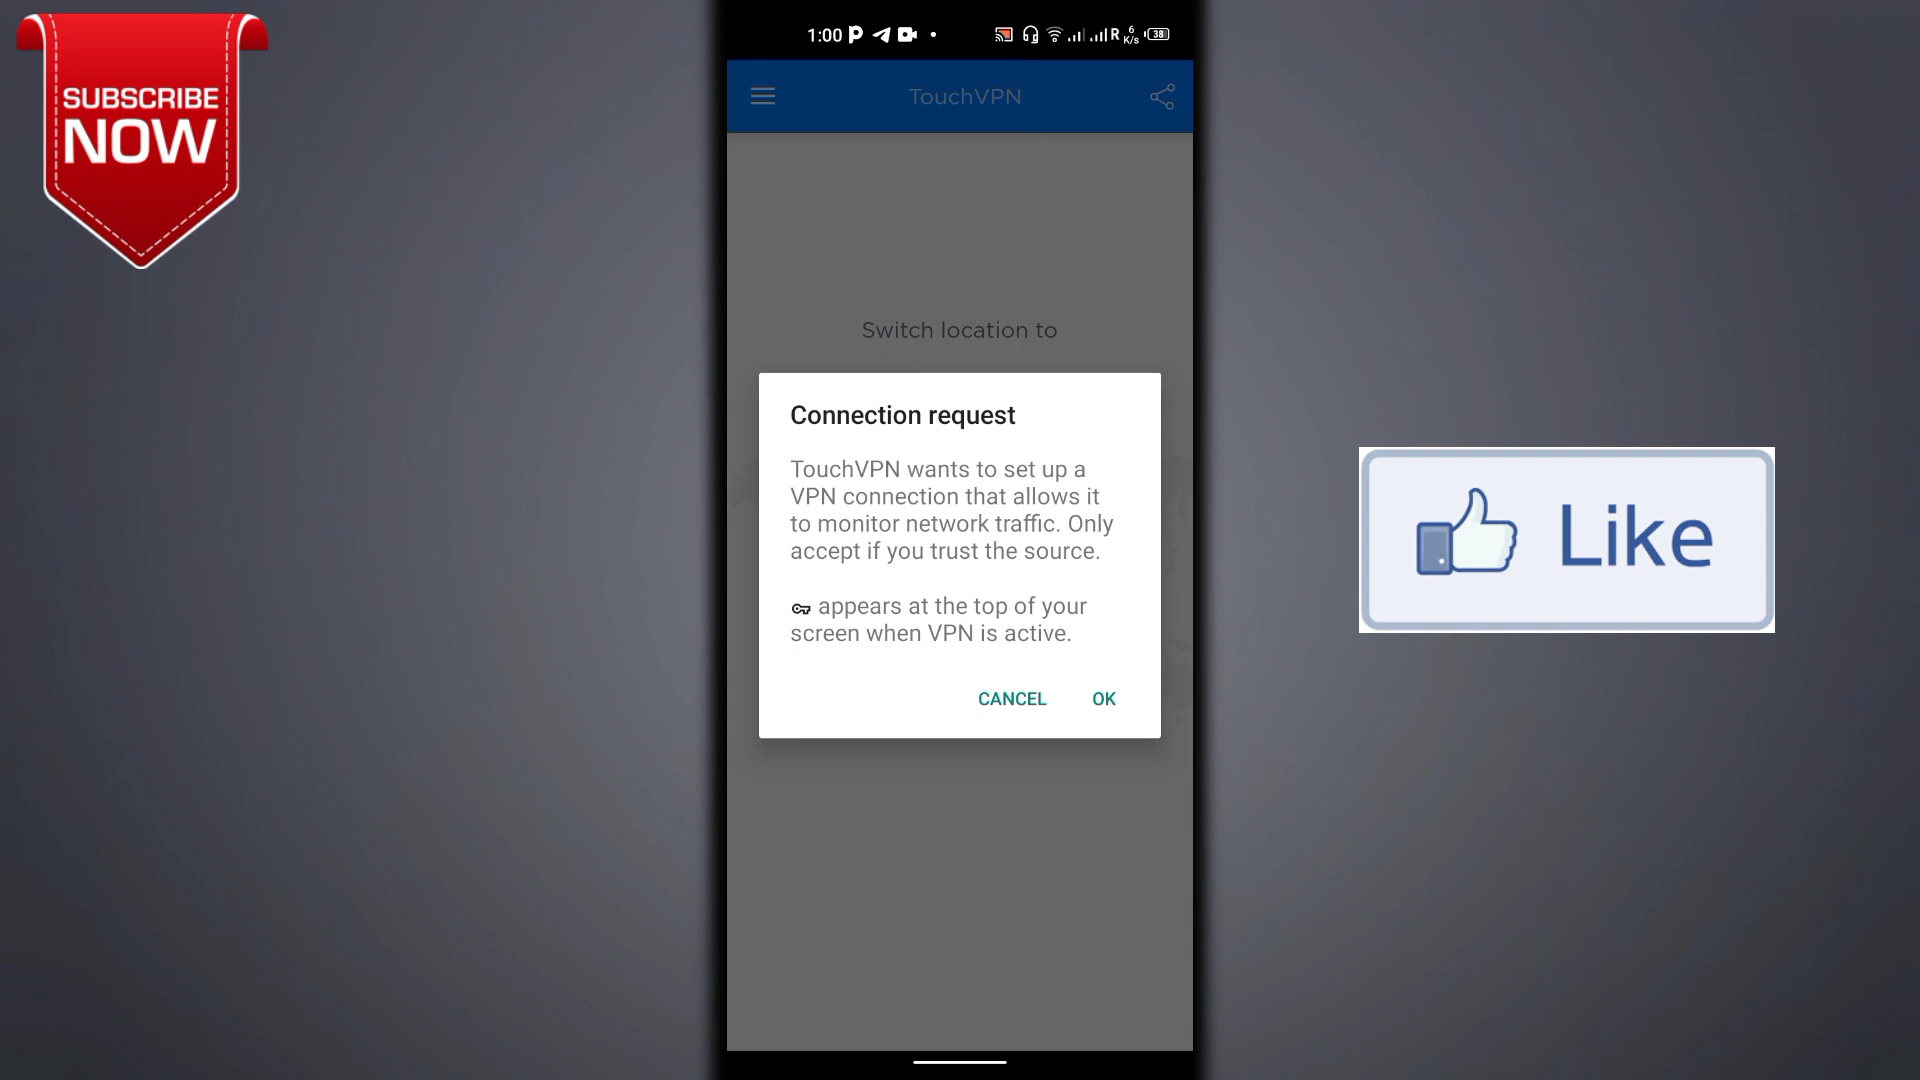 SUBSCRIBE
NOW
1:00
R 6 K/s 38
TouchVPN
Switch location to
Connection request
TouchVPN wants to set up a
VPN connection that allows it
to monitor network traffic. Only
accept if you trust the source.
appears at the top of your
screen when VPN is active.
CANCEL OK
Like